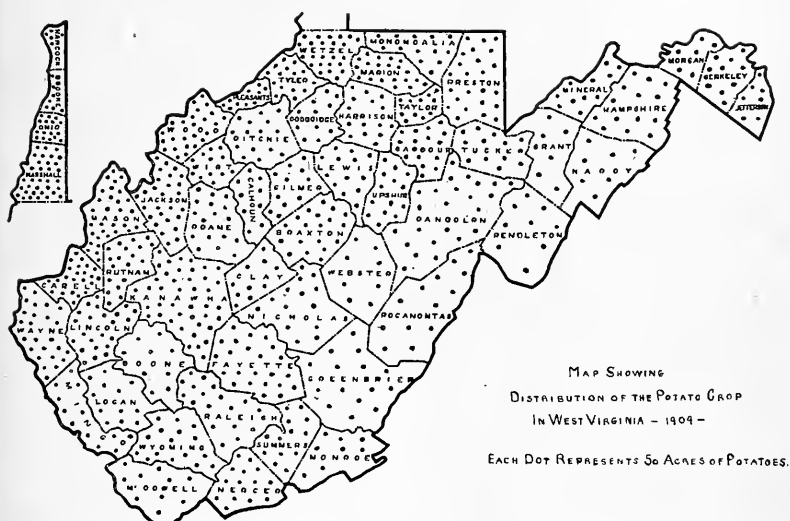 HANCOCK
BROOKE
OHIO
MARSHALL
MONONGALIA
WETZEL
MARION
PRESTON
TYLER
PLEASANTS
TAYLOR
DODDRIDGE
HARRISON
RITCHIE
WOOD
BARBOUR
TUCKER
MORGAN
BERKELEY
JEFFERSON
MINERAL
HAMPSHIRE
GRANT
HARDY
LEWIS
GILMER
CALHOUN
UPSHUR
JACKSON
ROANE
MASON
RANDOLPH
PENDLETON
BRAXTON
WEBSTER
CLAY
PUTNAM
CABELL
KANAWHA
NICHOLAS
POCAHONTAS
WAYNE
LINCOLN
BOONE
FAYETTE
GREENBRIER
LOGAN
MINGO
RALEIGH
SUMMERS
WYOMING
MONROE
McDOWELL
MERCER
MAP SHOWING
DISTRIBUTION OF THE POTATO CROP
IN WEST VIRGINIA - 1909 -
EACH DOT REPRESENTS 50 ACRES OF POTATOES.